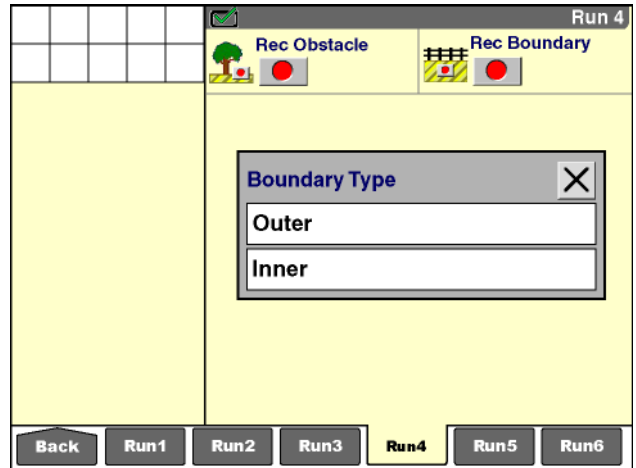 Run 4
Rec Obstacle
Rec Boundary
Boundary Type
Outer
Inner
Back Run1 Run2 Run3 Run4 Run5 Run6